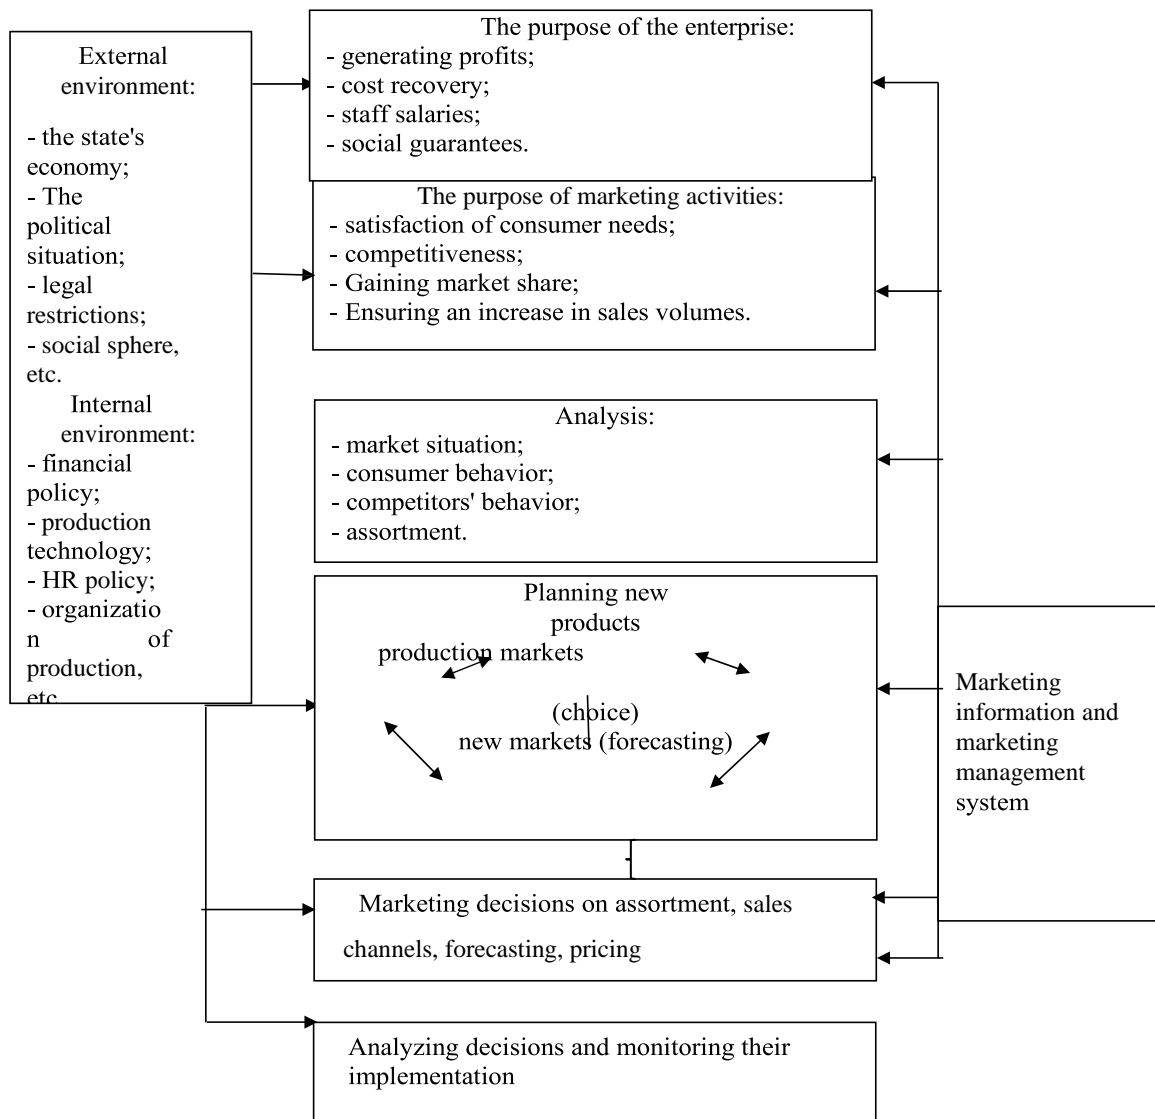 External
environment:
- the state's
economy;
- The
political
situation;
- legal
restrictions;
- social sphere,
etc.
Internal
environment:
- financial
policy;
- production
technology;
- HR policy;
- organizatio
n of
production,
etc
The purpose of the enterprise:
- generating profits;
- cost recovery;
- staff salaries;
- social guarantees.
The purpose of marketing activities:
- satisfaction of consumer needs;
- competitiveness;
- Gaining market share;
- Ensuring an increase in sales volumes.
Analysis:
- market situation;
- consumer behavior;
- competitors' behavior;
- assortment.
Planning new
products
production markets
(choice)
new markets (forecasting)
Marketing decisions on assortment, sales
channels, forecasting, pricing
Analyzing decisions and monitoring their
implementation
Marketing
information and
marketing
management
system